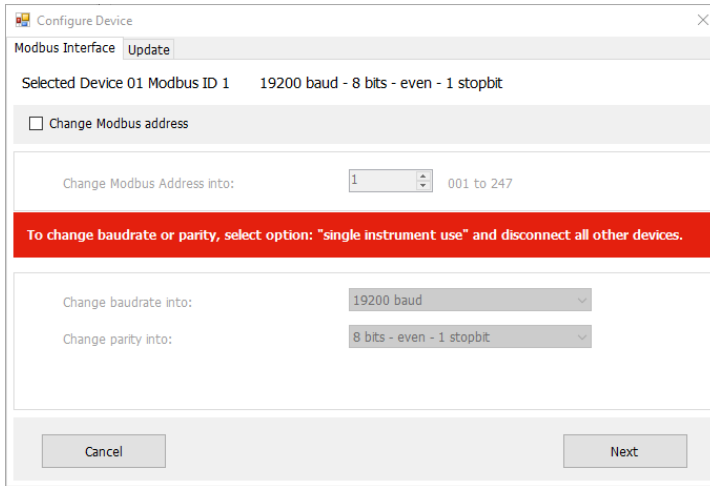 Configure Device
Modbus Interface Update
Selected Device 01 Modbus ID 1 19200 baud - 8 bits - even - 1 stopbit
Change Modbus address
Change Modbus Address into: 1 001 to 247
To change baudrate or parity, select option: "single instrument use" and disconnect all other devices.
Change baudrate into: 19200 baud
Change parity into: 8 bits - even - 1 stopbit
Cancel Next